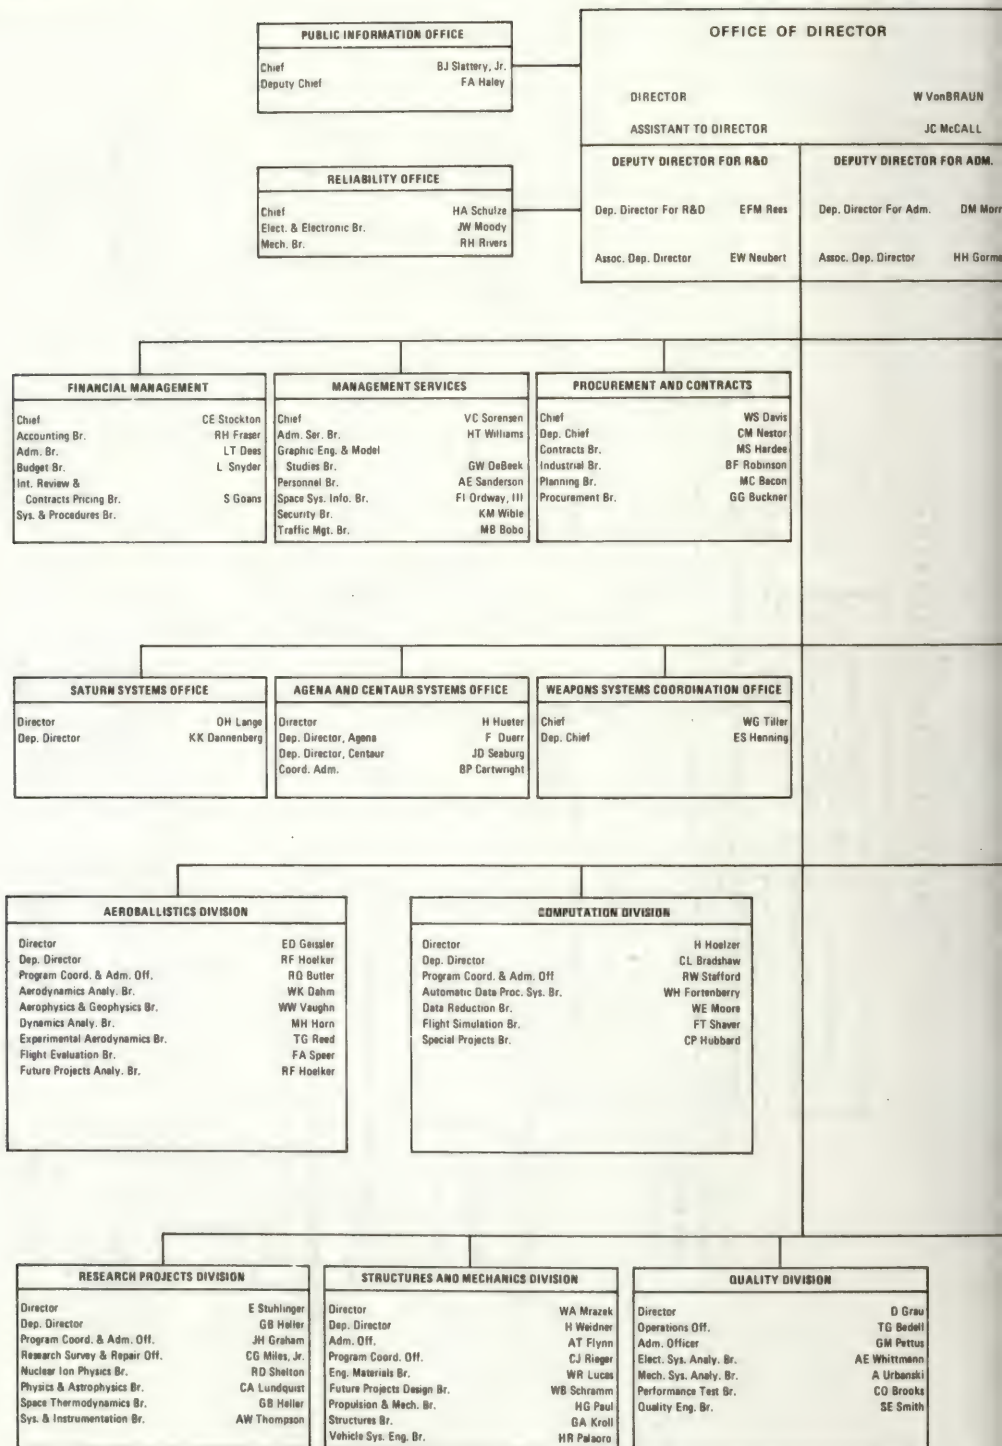 PUBLIC INFORMATION OFFICE
Chief BJ Slattery, Jr.
Deputy Chief FA Haley
OFFICE OF DIRECTOR
DIRECTOR W VonBRAUN
ASSISTANT TO DIRECTOR JC McCALL
RELIABILITY OFFICE
Chief HA Schulze
Elect. & Electronic Br. JW Moody
Mech. Br. RH Rivers
DEPUTY DIRECTOR FOR R&D
Dep. Director For R&D EFM Rees
Assoc. Dep. Director EW Neubert
DEPUTY DIRECTOR FOR ADM.
Dep. Director For Adm. DM
Assoc. Dep. Director HH
FINANCIAL MANAGEMENT
Chief CE Stockton
Accounting Br. RH Fraser
Adm. Br. LT Dees
Budget Br. L Snyder
Int. Review &
Contracts Pricing Br. S Goans
Sys. & Procedures Br.
MANAGEMENT SERVICES
Chief VC Sorensen
Adm. Ser. Br. HT Williams
Graphic Eng. & Model
Studies Br. GW DeBeek
Personnel Br. AE Sanderson
Space Sys. Info. Br. FI Ordway, III
Security Br. KM Wible
Traffic Mgt. Br. MB Bobo
PROCUREMENT AND CONTRACTS
Chief WS Davis
Dep. Chief CM Nestor
Contracts Br. MS Hardee
Industrial Br. BF Robinson
Planning Br. MC Bacon
Procurement Br. GG Buckner
SATURN SYSTEMS OFFICE
Director OH Lange
Dep. Director KK Dannenberg
AGENA AND CENTAUR SYSTEMS OFFICE
Director H Hueter
Dep. Director, Agena F Duerr
Dep. Director, Centaur JD Seaburg
Coord. Adm. BP Cartwright
WEAPONS SYSTEMS COORDINATION OFFICE
Chief WG Tiller
Dep. Chief ES Henning
AEROBALLISTICS DIVISION
Director ED Geissler
Dep. Director RF Hoelker
Program Coord. & Adm. Off. RQ Butler
Aerodynamics Analy. Br. WK Dahm
Aerophysics & Geophysics Br. WW Vaughn
Dynamics Analy. Br. MH Horn
Experimental Aerodynamics Br. TG Reed
Flight Evaluation Br. FA Speer
Future Projects Analy. Br. RF Hoelker
COMPUTATION DIVISION
Director H Hoelzer
Dep. Director CL Bradshaw
Program Coord. & Adm. Off RW Stafford
Automatic Data Proc. Sys. Br. WH Fortenberry
Data Reduction Br. WE Moore
Flight Simulation Br. FT Shaver
Special Projects Br. CP Hubbard
RESEARCH PROJECTS DIVISION
Director E Stuhlinger
Dep. Director GB Heller
Program Coord. & Adm. Off. JH Graham
Research Survey & Repair Off. CG Miles, Jr.
Nuclear Ion Physics Br. RD Shelton
Physics & Astrophysics Br. CA Lundquist
Space Thermodynamics Br. GB Heller
Sys. & Instrumentation Br. AW Thompson
STRUCTURES AND MECHANICS DIVISION
Director WA Mrazek
Dep. Director H Weidner
Adm. Off. AT Flynn
Program Coord. Off. CJ Rieger
Eng. Materials Br. WR Lucas
Future Projects Design Br. WB Schramm
Propulsion & Mech. Br. HG Paul
Structures Br. GA Kroll
Vehicle Sys. Eng. Br. HR Palaoro
QUALITY DIVISION
Director D Grau
Operations Off. TG Bedell
Adm. Officer GM Pettus
Elect. Sys. Analy. Br. AE Whittmann
Mech. Sys. Analy. Br. A Urbanski
Performance Test Br. CO Brooks
Quality Eng. Br. SE Smith